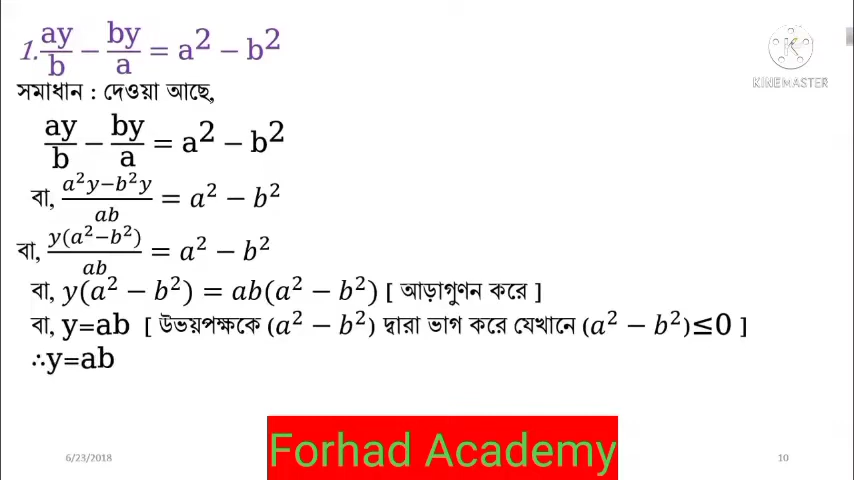 1. ay/b − by/a = a² − b²
KINEMASTER
সমাধান : দেওয়া আছে,
ay/b − by/a = a² − b²
বা, a²y−b²y/ab = a² − b²
বা, y(a²−b²)/ab = a² − b²
বা, y(a² − b²) = ab(a² − b²) [ আড়াগুণন করে ]
বা, y=ab [ উভয়পক্ষকে (a² − b²) দ্বারা ভাগ করে যেখানে (a² − b²)≤0 ]
∴y=ab
Forhad Academy
6/23/2018
10